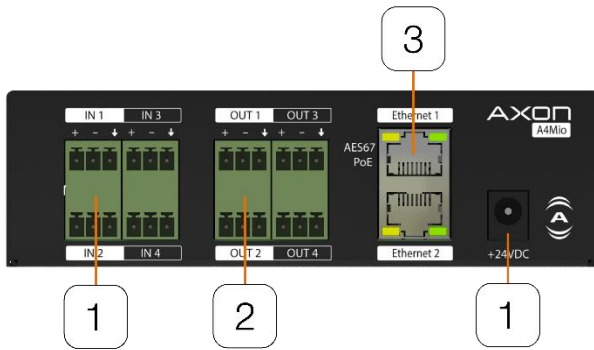 3
IN 1 IN 3 OUT 1 OUT 3 Ethernet 1 AXON
A4Mio
+ - + - + - + -
AES67
PoE
IN 2 IN 4 OUT 2 OUT 4 Ethernet 2 +24VDC
1 2 1